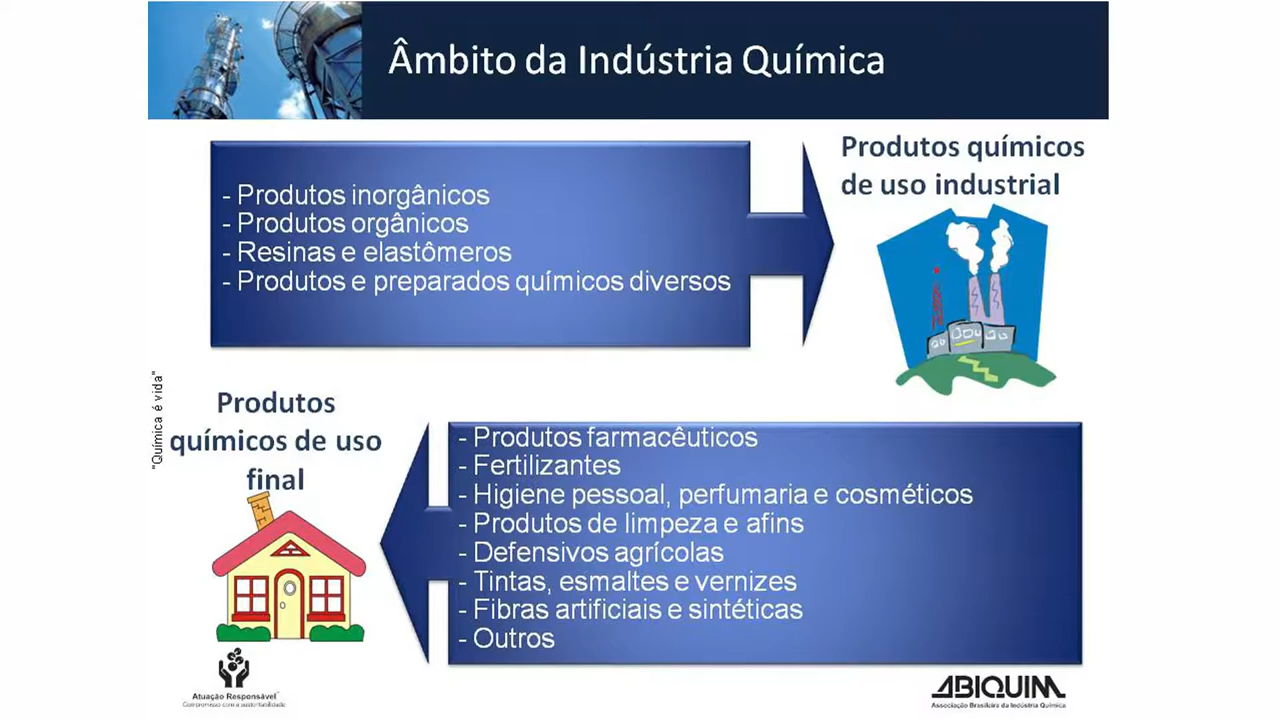 Âmbito da Indústria Química
- Produtos inorgânicos
- Produtos orgânicos
- Resinas e elastômeros
- Produtos e preparados químicos diversos
Produtos químicos
de uso industrial
"Química é vida"
Produtos
químicos de uso
final
- Produtos farmacêuticos
- Fertilizantes
- Higiene pessoal, perfumaria e cosméticos
- Produtos de limpeza e afins
- Defensivos agrícolas
- Tintas, esmaltes e vernizes
- Fibras artificiais e sintéticas
- Outros
Atuação Responsável
Compromisso com a sustentabilidade
ABIQUIM
Associação Brasileira da Indústria Química